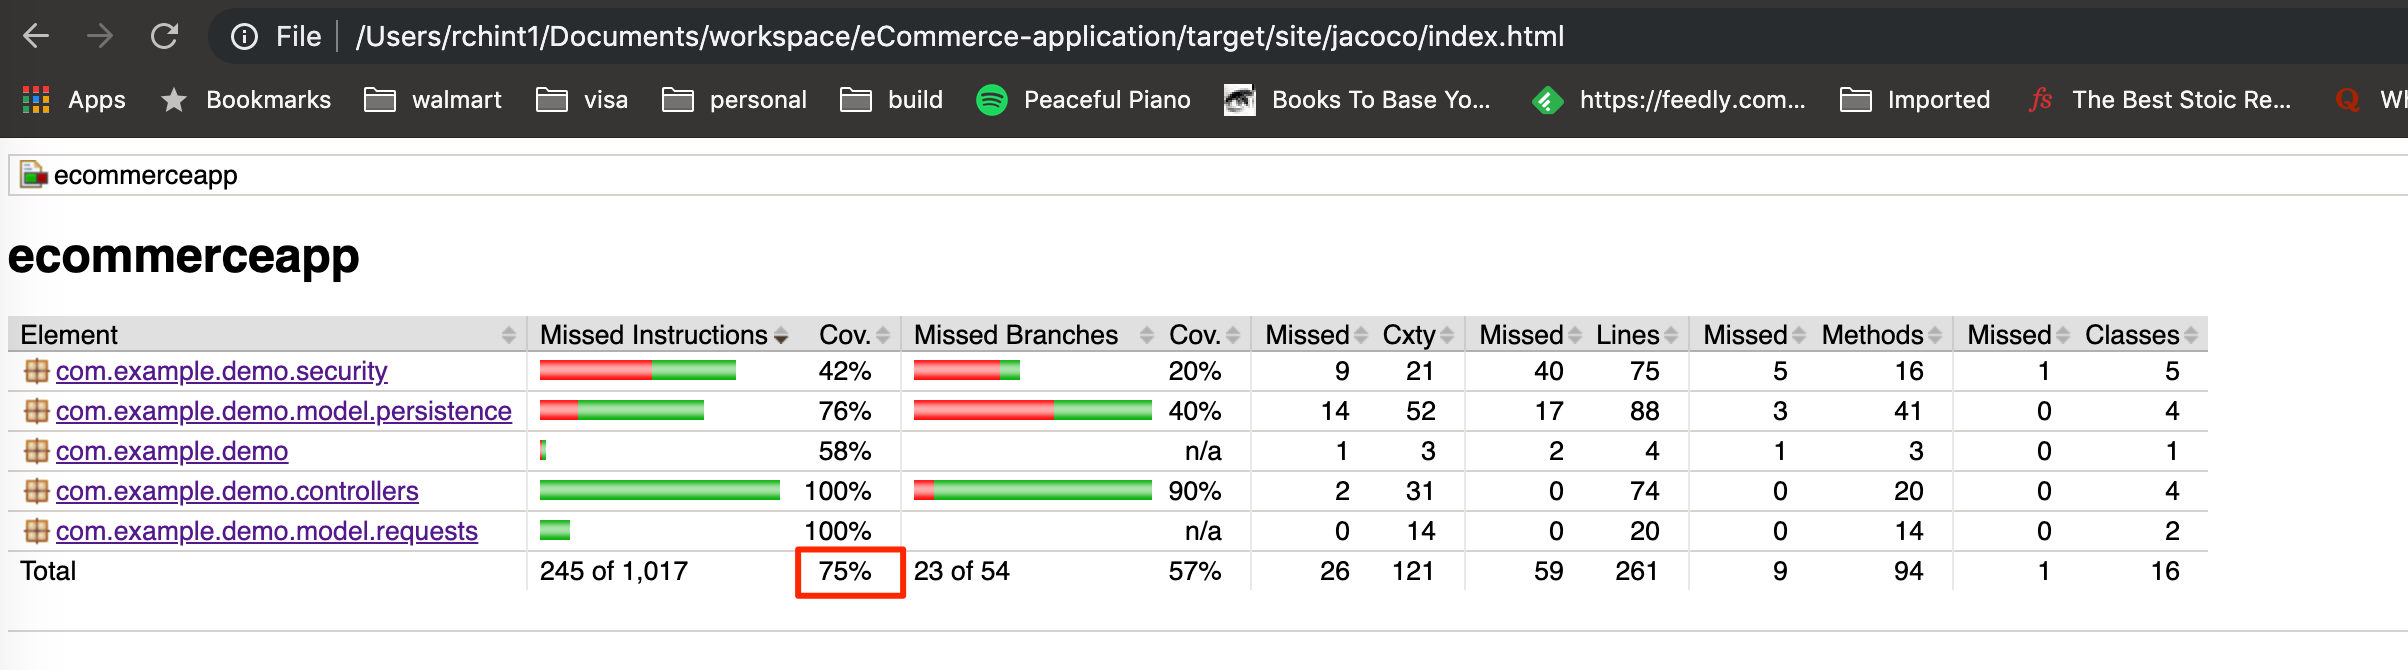 File /Users/rchint1/Documents/workspace/eCommerce-application/target/site/jacoco/index.html
Apps Bookmarks walmart visa personal build Peaceful Piano Books To Base Yo... https://feedly.com... Imported fs The Best Stoic Re... Q Wh
ecommerceapp
ecommerceapp
Element Missed Instructions Cov. Missed Branches Cov. Missed Cxty Missed Lines Missed Methods Missed Classes
com.example.demo.security 42% 20% 9 21 40 75 5 16 1 5
com.example.demo.model.persistence 76% 40% 14 52 17 88 3 41 0 4
com.example.demo 58% n/a 1 3 2 4 1 3 0 1
com.example.demo.controllers 100% 90% 2 31 0 74 0 20 0 4
com.example.demo.model.requests 100% n/a 0 14 0 20 0 14 0 2
Total 245 of 1,017 75% 23 of 54 57% 26 121 59 261 9 94 1 16